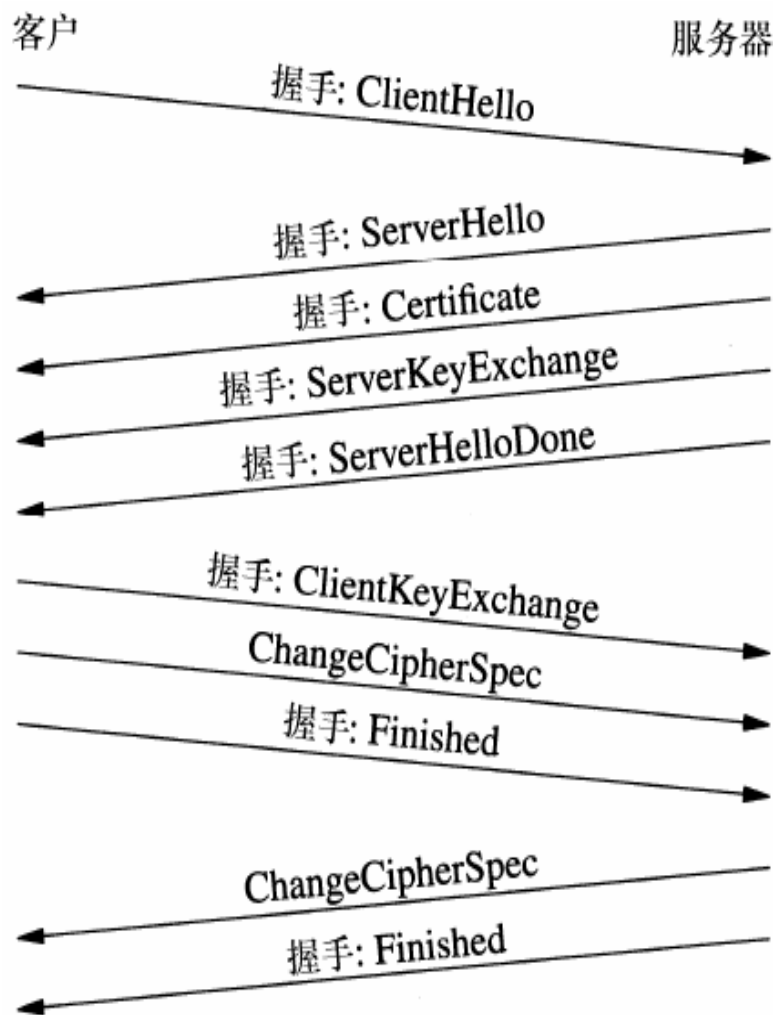 客户
服务器
握手: ClientHello
握手: ServerHello
握手: Certificate
握手: ServerKeyExchange
握手: ServerHelloDone
握手: ClientKeyExchange
ChangeCipherSpec
握手: Finished
ChangeCipherSpec
握手: Finished